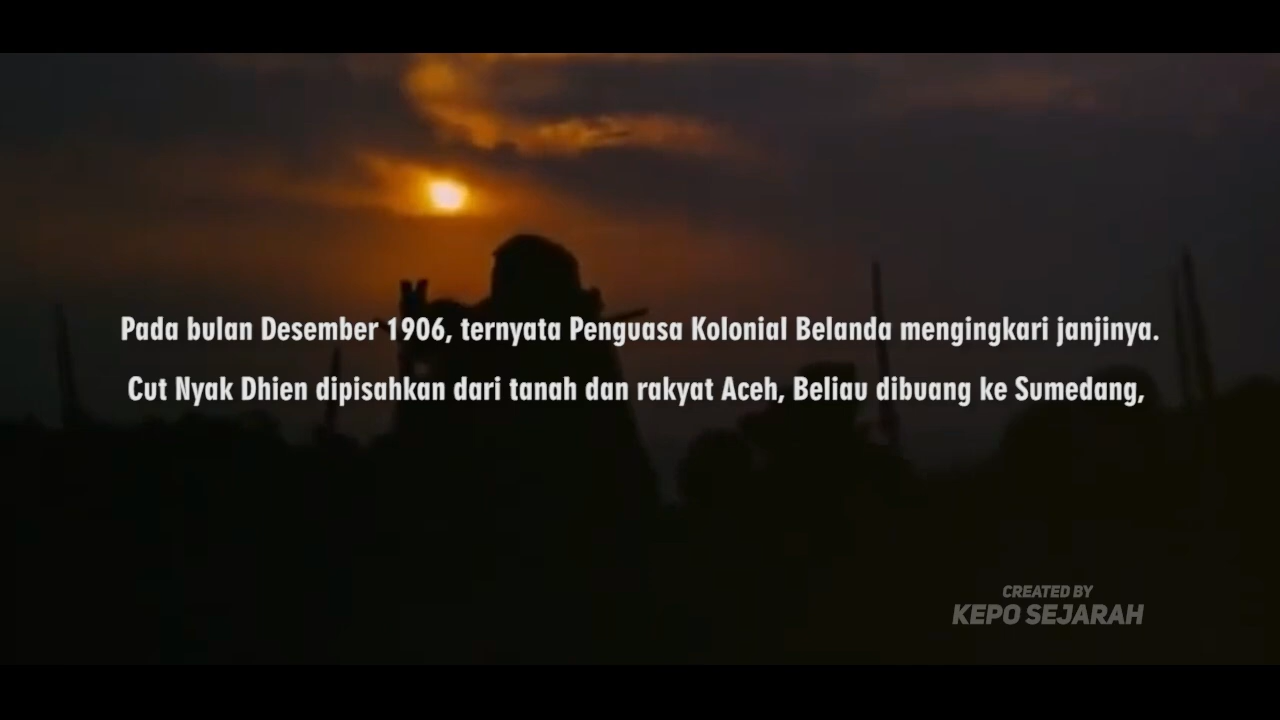 Pada bulan Desember 1906, ternyata Penguasa Kolonial Belanda mengingkari janjinya.
Cut Nyak Dhien dipisahkan dari tanah dan rakyat Aceh, Beliau dibuang ke Sumedang,
CREATED BY
KEPO SEJARAH